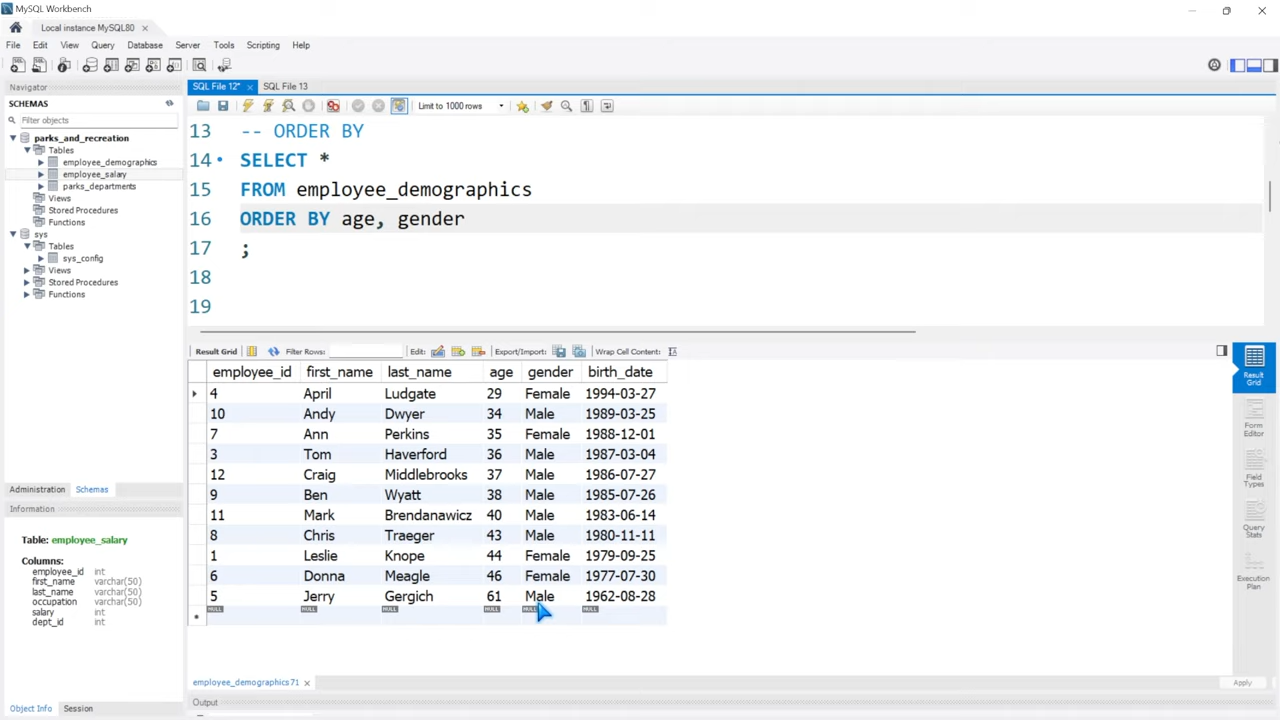 MySQL Workbench
Local instance MySQL80
File Edit View Query Database Server Tools Scripting Help
Navigator
SCHEMAS
Filter objects
parks_and_recreation
Tables
employee_demographics
employee_salary
parks_departments
Views
Stored Procedures
Functions
sys
Tables
sys_config
Views
Stored Procedures
Functions
Administration Schemas
Information
Table: employee_salary
Columns:
employee_id int
first_name varchar(50)
last_name varchar(50)
occupation varchar(50)
salary int
dept_id int
Object Info Session
SQL File 12* SQL File 13
Limit to 1000 rows
13 -- ORDER BY
14 SELECT *
15 FROM employee_demographics
16 ORDER BY age, gender
17 ;
18
19
Result Grid Filter Rows: Edit: Export/Import: Wrap Cell Content:
employee_id first_name last_name age gender birth_date
4 April Ludgate 29 Female 1994-03-27
10 Andy Dwyer 34 Male 1989-03-25
7 Ann Perkins 35 Female 1988-12-01
3 Tom Haverford 36 Male 1987-03-04
12 Craig Middlebrooks 37 Male 1986-07-27
9 Ben Wyatt 38 Male 1985-07-26
11 Mark Brendanawicz 40 Male 1983-06-14
8 Chris Traeger 43 Male 1980-11-11
1 Leslie Knope 44 Female 1979-09-25
6 Donna Meagle 46 Female 1977-07-30
5 Jerry Gergich 61 Male 1962-08-28
NULL NULL NULL NULL NULL NULL
Result
Grid
Form
Editor
Field
Types
Query
Stats
Execution
Plan
employee_demographics 71
Apply
Output